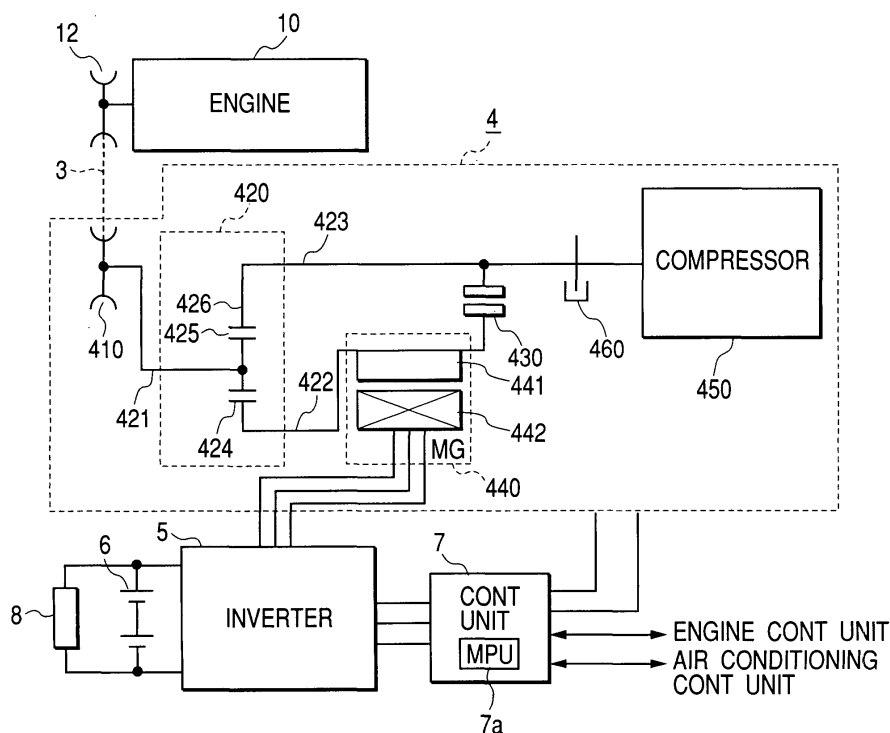 12
10
ENGINE
4
3
420
423
COMPRESSOR
426
425
410
430
460
450
421
422
441
424
442
MG
440
5
6
7
8
INVERTER
CONT
UNIT
MPU
7a
ENGINE CONT UNIT
AIR CONDITIONING
CONT UNIT